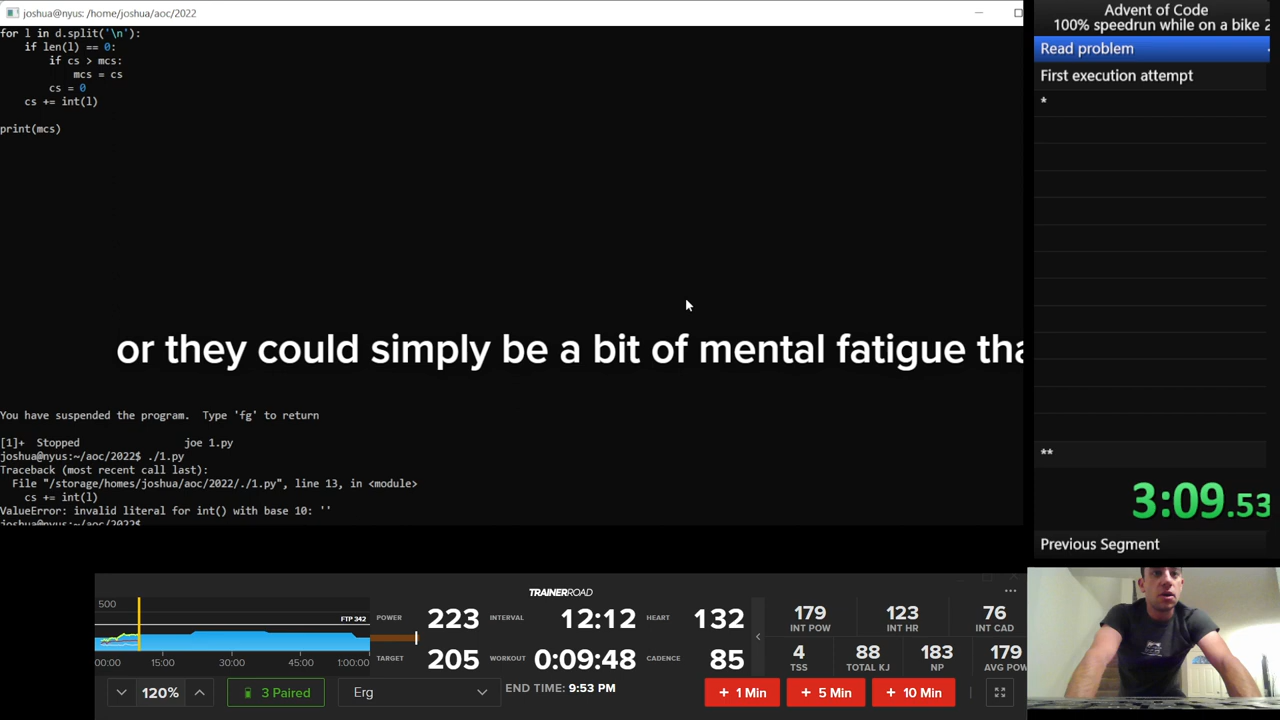 joshua@nyus: /home/joshua/aoc/2022
for l in d.split('\n'):
    if len(l) == 0:
        if cs > mcs:
            mcs = cs
        cs = 0
    cs += int(l)
print(mcs)
or they could simply be a bit of mental fatigue tha
You have suspended the program.  Type 'fg' to return
[1]+  Stopped                 joe 1.py
joshua@nyus:~/aoc/2022$ ./1.py
Traceback (most recent call last):
  File "/storage/homes/joshua/aoc/2022/./1.py", line 13, in <module>
    cs += int(l)
ValueError: invalid literal for int() with base 10: ''
joshua@nyus:~/aoc/2022$
Advent of Code
100% speedrun while on a bike 2
Read problem
First execution attempt
*
**
3:09.53
Previous Segment
TRAINERROAD
500
FTP 342
00:00 15:00 30:00 45:00 1:00:00
POWER 223 INTERVAL 12:12 HEART 132
TARGET 205 WORKOUT 0:09:48 CADENCE 85
179 123 76
INT POW INT HR INT CAD
4 88 183 179
TSS TOTAL KJ NP AVG POW
120% 3 Paired Erg END TIME: 9:53 PM + 1 Min + 5 Min + 10 Min